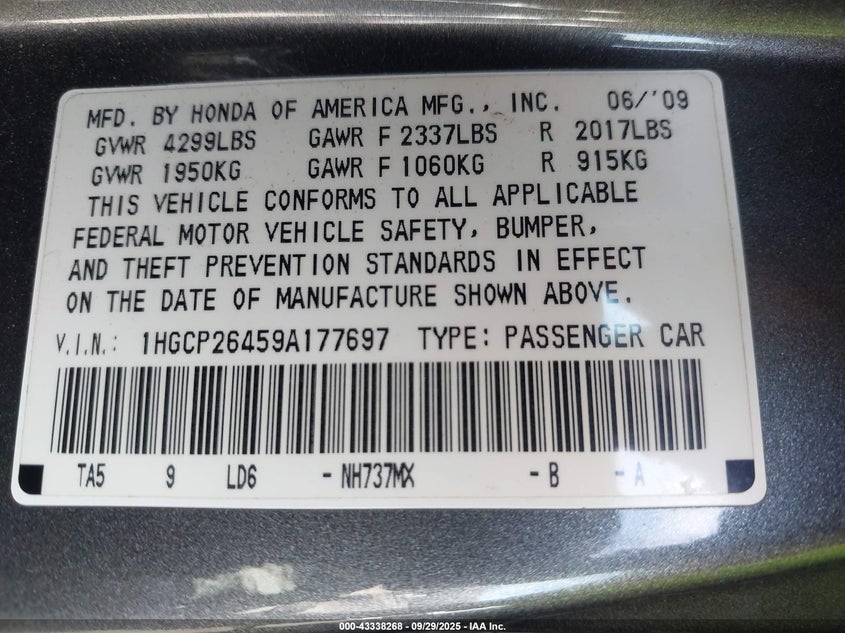 MFD. BY HONDA OF AMERICA MFG., INC. 06/'09
GVWR 4299LBS GAWR F 2337LBS R 2017LBS
GVWR 1950KG GAWR F 1060KG R 915KG
THIS VEHICLE CONFORMS TO ALL APPLICABLE
FEDERAL MOTOR VEHICLE SAFETY, BUMPER,
AND THEFT PREVENTION STANDARDS IN EFFECT
ON THE DATE OF MANUFACTURE SHOWN ABOVE.
V.I.N.: 1HGCP26459A177697 TYPE: PASSENGER CAR
TA5 9 LD6 - NH737MX - B - A
000-43338268 - 09/29/2025 - IAA Inc.